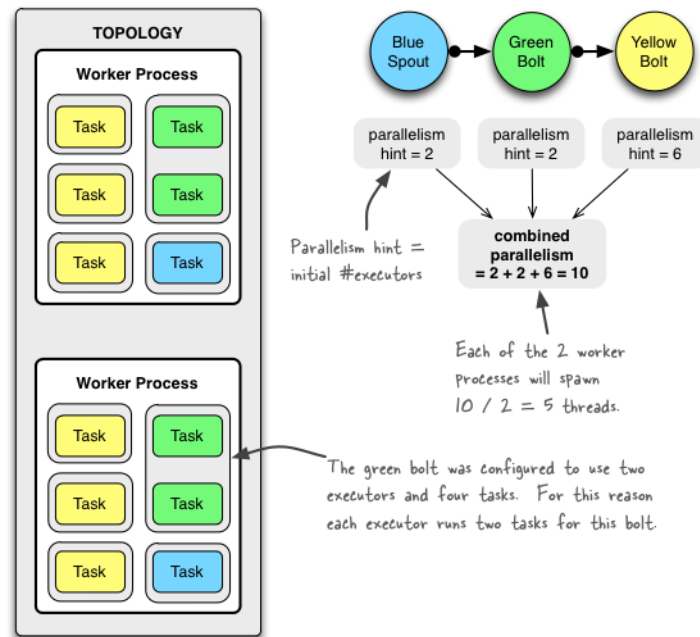 TOPOLOGY
Worker Process
Task
Task
Task
Task
Task
Task
Worker Process
Task
Task
Task
Task
Task
Task
Blue
Spout
Green
Bolt
Yellow
Bolt
parallelism
hint = 2
parallelism
hint = 2
parallelism
hint = 6
Parallelism hint =
initial #executors
combined
parallelism
= 2 + 2 + 6 = 10
Each of the 2 worker
processes will spawn
10 / 2 = 5 threads.
The green bolt was configured to use two
executors and four tasks. For this reason
each executor runs two tasks for this bolt.